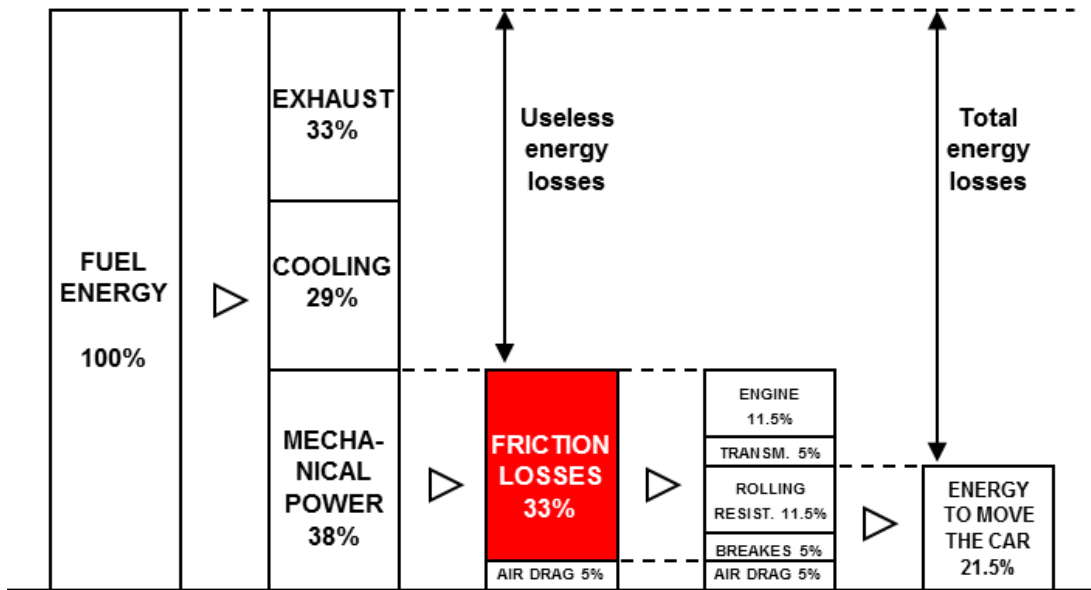 FUEL
ENERGY
100%
EXHAUST
33%
COOLING
29%
MECHA-
NICAL
POWER
38%
Useless
energy
losses
FRICTION
LOSSES
33%
AIR DRAG 5%
ENGINE
11.5%
TRANSM. 5%
ROLLING
RESIST. 11.5%
BREAKES 5%
AIR DRAG 5%
Total
energy
losses
ENERGY
TO MOVE
THE CAR
21.5%